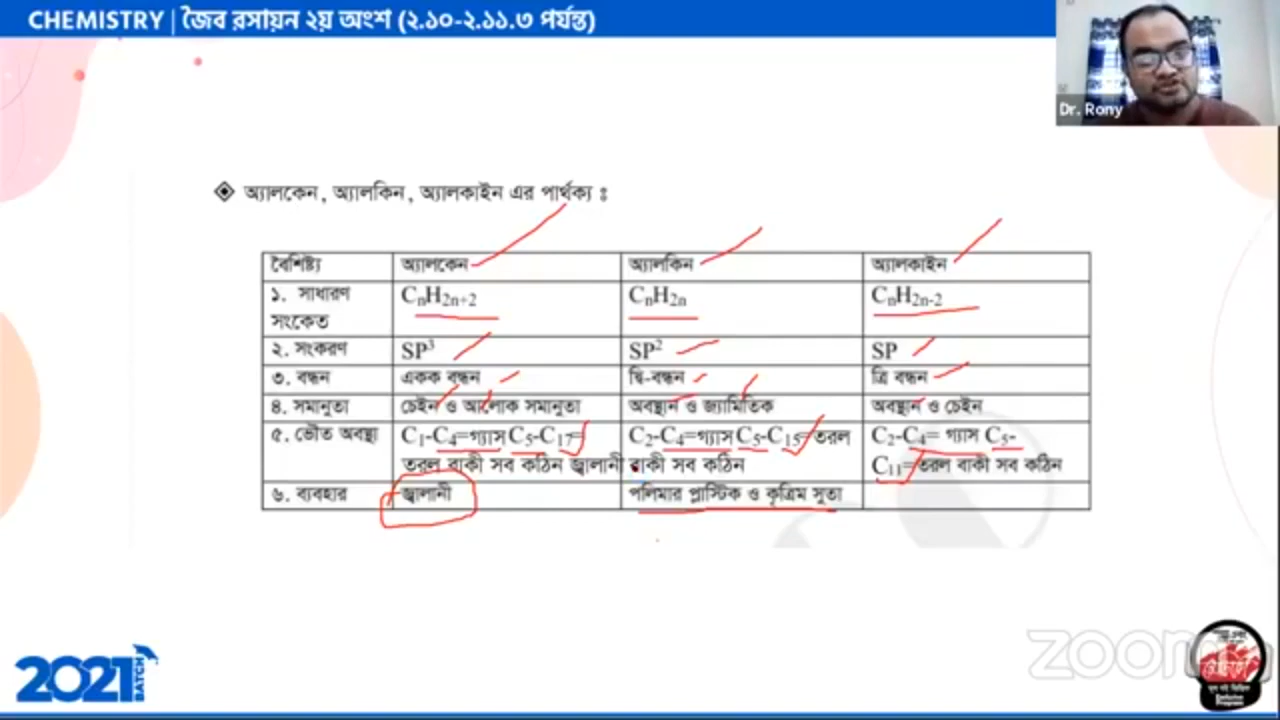 CHEMISTRY | জৈব রসায়ন ২য় অংশ (২.১০-২.১১.৩ পর্যন্ত)
Dr. Rony
অ্যালকেন, অ্যালকিন, অ্যালকাইন এর পার্থক্য ঃ
বৈশিষ্ট্য অ্যালকেন অ্যালকিন অ্যালকাইন
১. সাধারণ CₙH₂ₙ₊₂ CₙH₂ₙ CₙH₂ₙ₋₂
সংকেত
২. সংকরণ SP³ SP² SP
৩. বন্ধন একক বন্ধন দ্বি-বন্ধন ত্রি বন্ধন
৪. সমানুতা চেইন ও আলোক সমানুতা অবস্থান ও জ্যামিতিক অবস্থান ও চেইন
৫. ভৌত অবস্থা C₁-C₄=গ্যাস C₅-C₁₇= C₂-C₄=গ্যাস C₅-C₁₅=তরল C₂-C₄= গ্যাস C₅-
তরল বাকী সব কঠিন জ্বালানী বাকী সব কঠিন C₁₁=তরল বাকী সব কঠিন
৬. ব্যবহার জ্বালানী পলিমার প্লাস্টিক ও কৃত্রিম সুতা
2021 BATCH
zoom